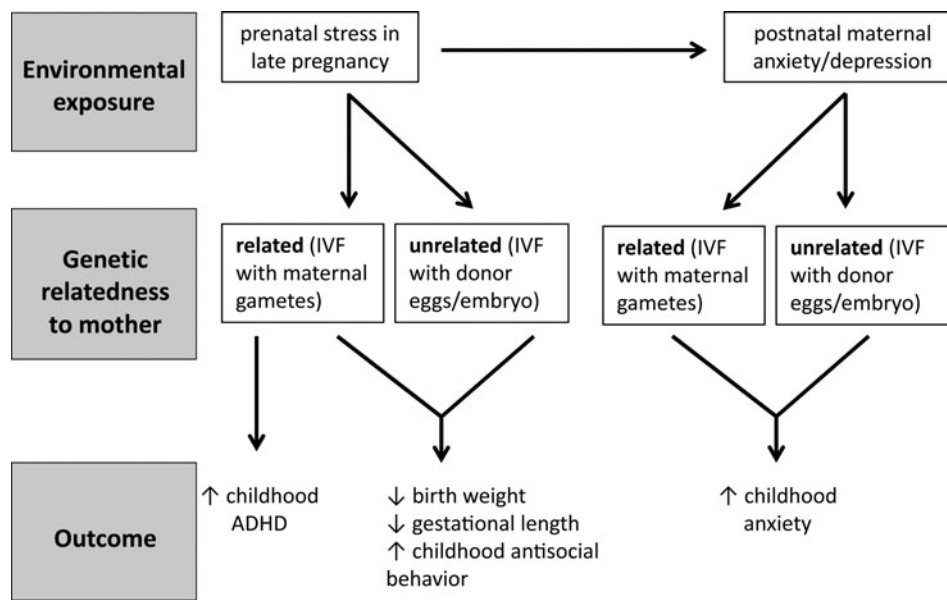 Environmental
exposure
prenatal stress in
late pregnancy
postnatal maternal
anxiety/depression
Genetic
relatedness
to mother
related (IVF
with maternal
gametes)
unrelated (IVF
with donor
eggs/embryo)
related (IVF
with maternal
gametes)
unrelated (IVF
with donor
eggs/embryo)
Outcome
↑ childhood
ADHD
↓ birth weight
↓ gestational length
↑ childhood antisocial
behavior
↑ childhood
anxiety